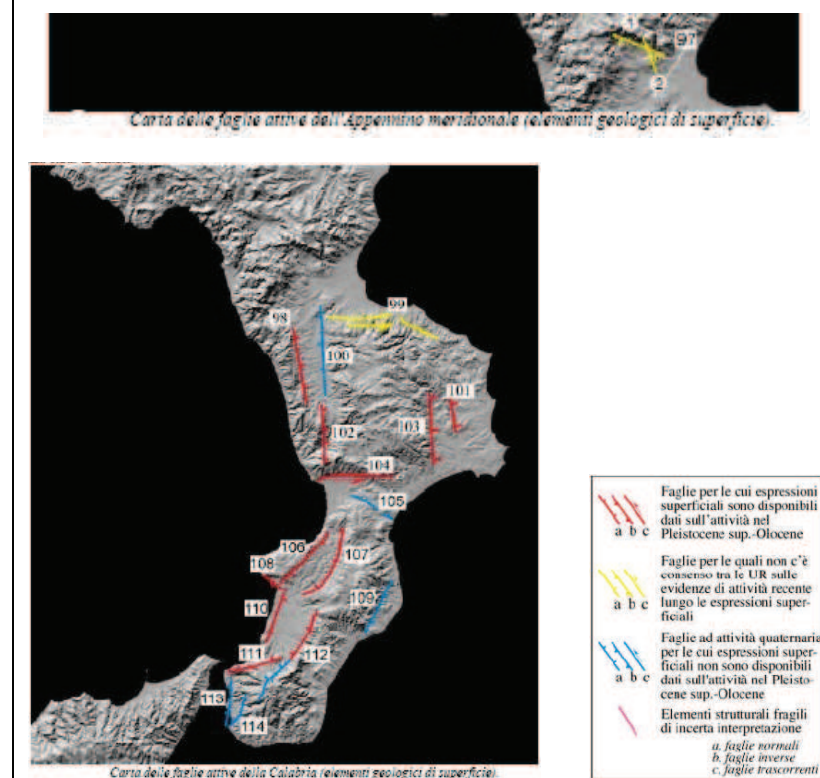 1
97
2
Carta delle faglie attive dell'Appennino meridionale (elementi geologici di superficie).
99
98
100
101
102
103
104
105
106
107
108
109
110
111
112
113
114
Carta delle faglie attive della Calabria (elementi geologici di superficie).
Faglie per le cui espressioni
superficiali sono disponibili
dati sull'attività nel
Pleistocene sup.-Olocene
a b c
Faglie per le quali non c'è
consenso tra le UR sulle
evidenze di attività recente
lungo le espressioni super-
ficiali
a b c
Faglie ad attività quaternaria
per le cui espressioni super-
ficiali non sono disponibili
dati sull'attività nel Pleisto-
cene sup.-Olocene
a b c
Elementi strutturali fragili
di incerta interpretazione
a. faglie normali
b. faglie inverse
c. faglie trascorrenti